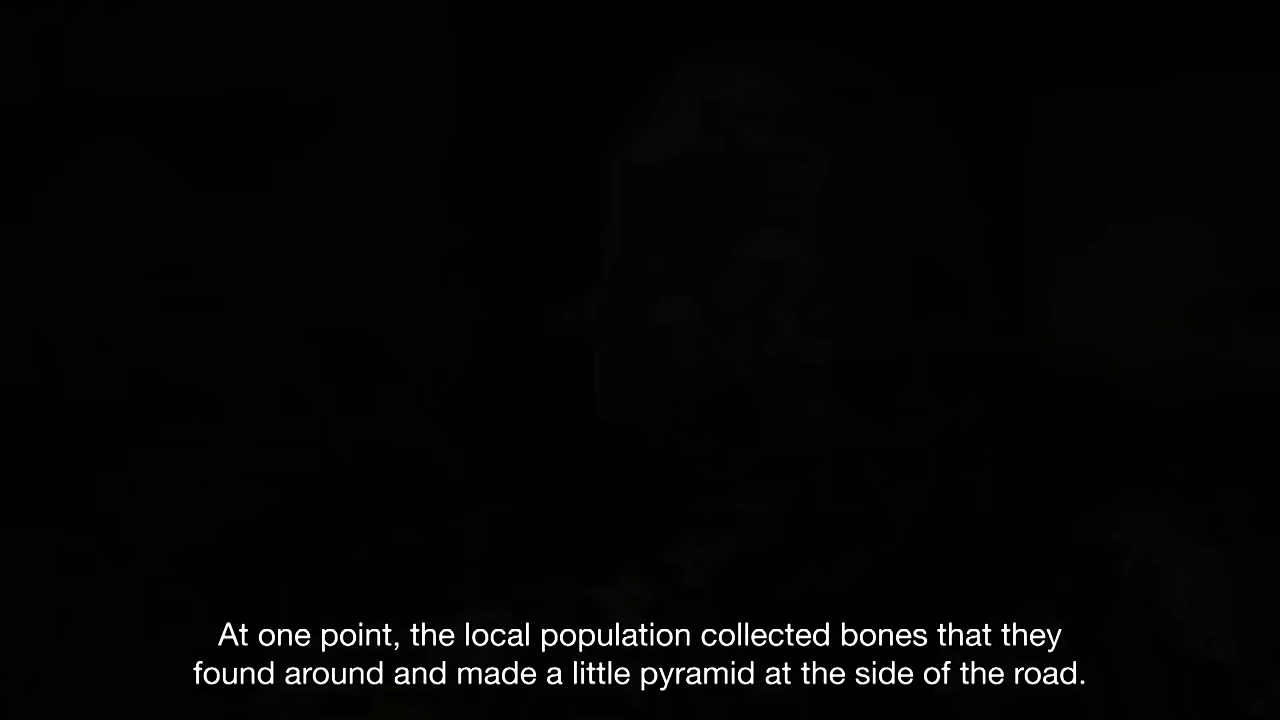 At one point, the local population collected bones that they
found around and made a little pyramid at the side of the road.